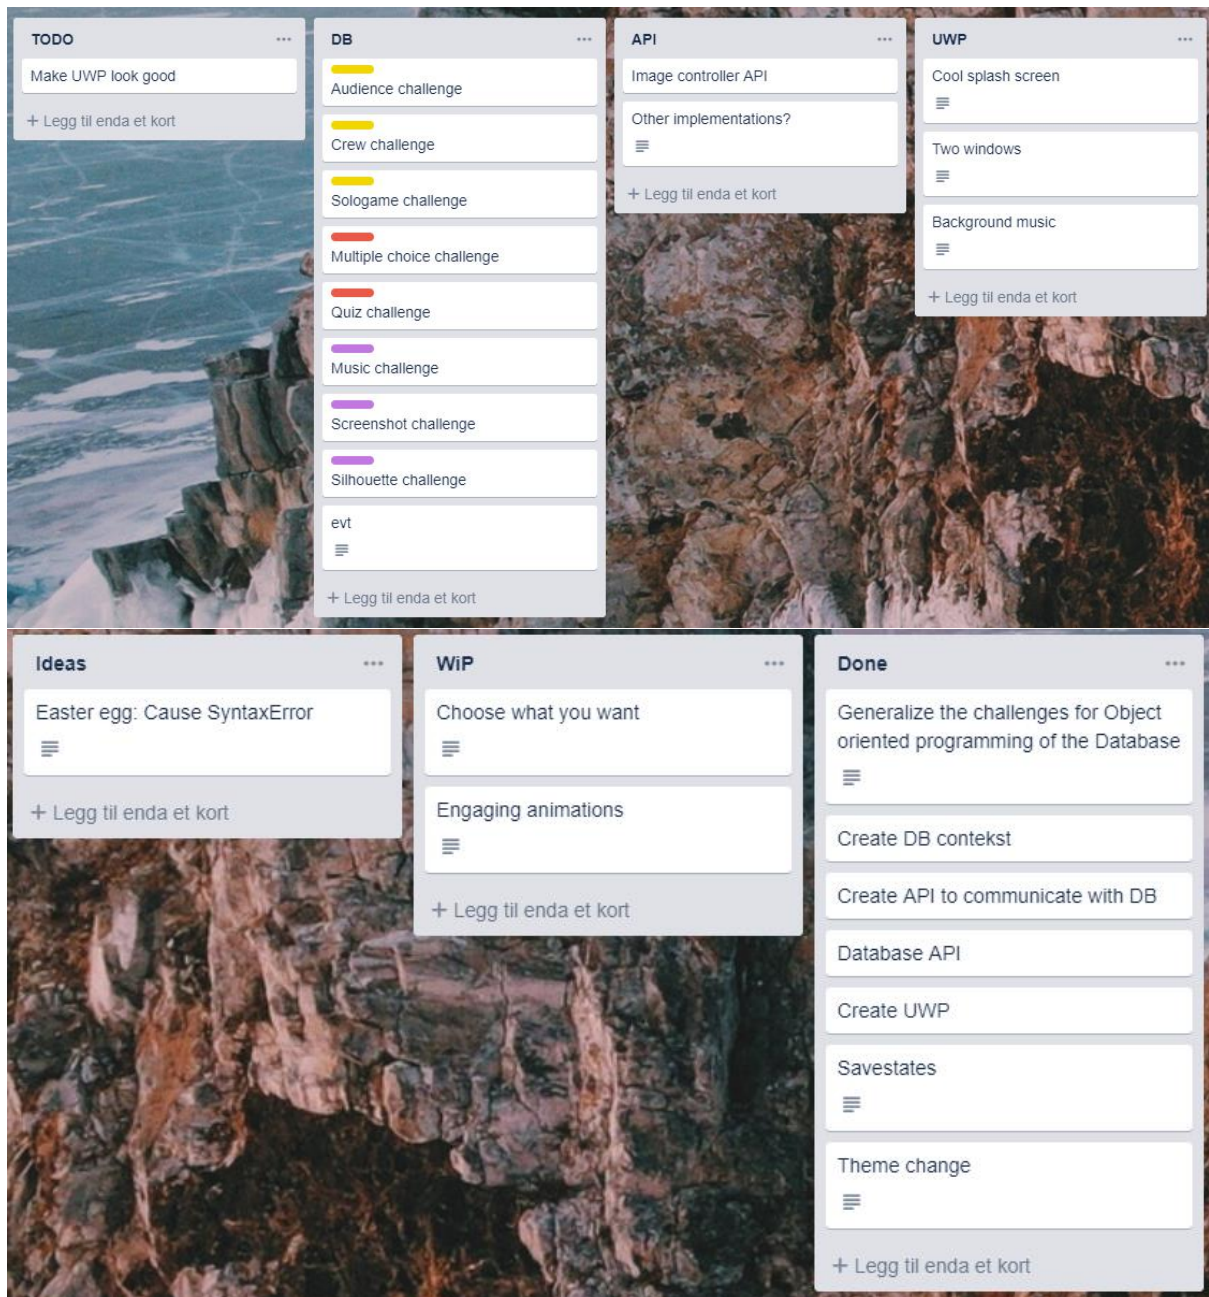 TODO
Make UWP look good
+ Legg til enda et kort
DB
Audience challenge
Crew challenge
Sologame challenge
Multiple choice challenge
Quiz challenge
Music challenge
Screenshot challenge
Silhouette challenge
evt
+ Legg til enda et kort
API
Image controller API
Other implementations?
+ Legg til enda et kort
UWP
Cool splash screen
Two windows
Background music
+ Legg til enda et kort
Ideas
Easter egg: Cause SyntaxError
+ Legg til enda et kort
WiP
Choose what you want
Engaging animations
+ Legg til enda et kort
Done
Generalize the challenges for Object
oriented programming of the Database
Create DB contekst
Create API to communicate with DB
Database API
Create UWP
Savestates
Theme change
+ Legg til enda et kort